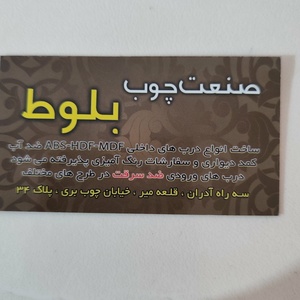 صنعت چوب
بلوط
ساخت انواع درب های داخلی ABS-HDF-MDF ضد آب
کمد دیواری و سفارشات رنگ آمیزی پذیرفته می شود
درب های ورودی ضد سرقت در طرح های مختلف
سه راه آدران ، قلعه میر ، خیابان چوب بری ، پلاک ۳۴